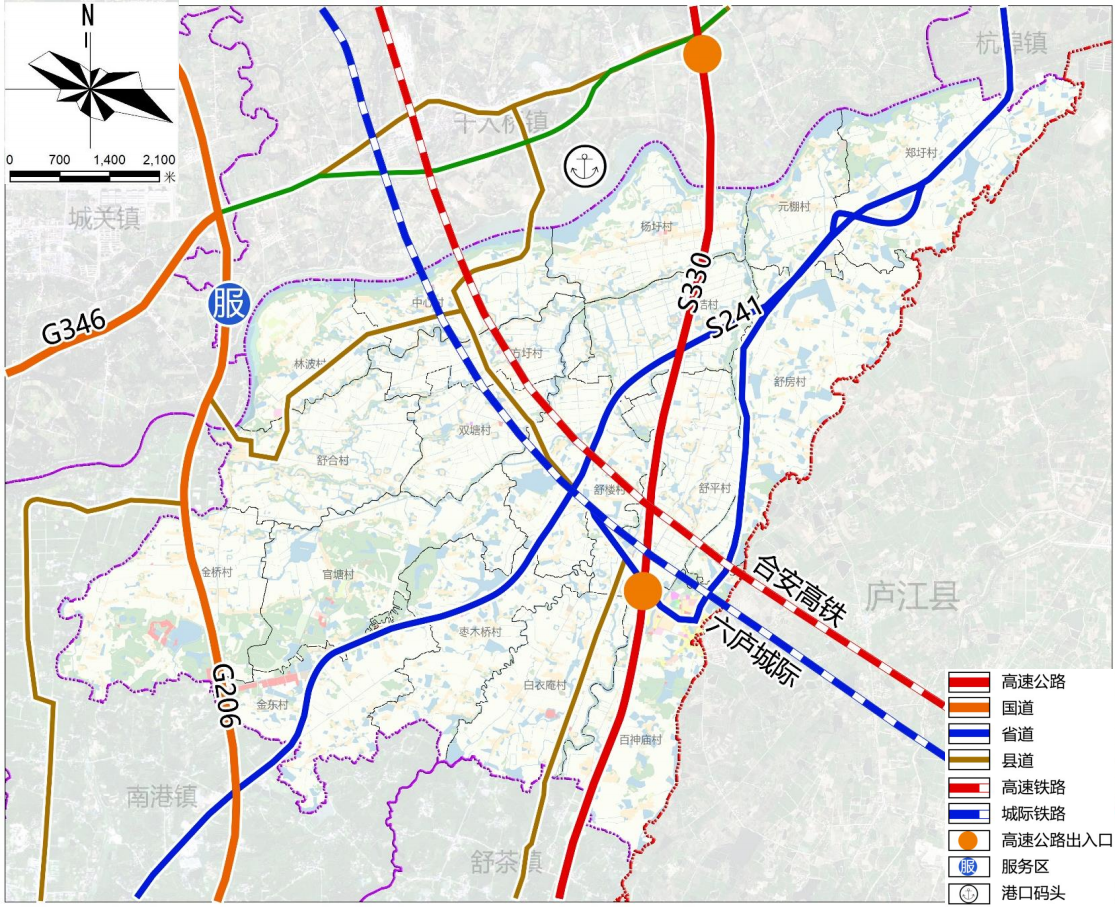 N
0 700 1,400 2,100
米
杭埠镇
千人桥镇
郑圩村
城关镇
元棚村
杨圩村
S330
服
中心村
洁村
S241
G346
林波村
方圩村
舒房村
双塘村
舒合村
舒楼村
舒平村
金桥村
官塘村
合安高铁
庐江县
枣木桥村
六庐城际
白衣庵村
G206
金东村
百神庙村
南港镇
舒茶镇
高速公路
国道
省道
县道
高速铁路
城际铁路
高速公路出入口
服 服务区
港口码头